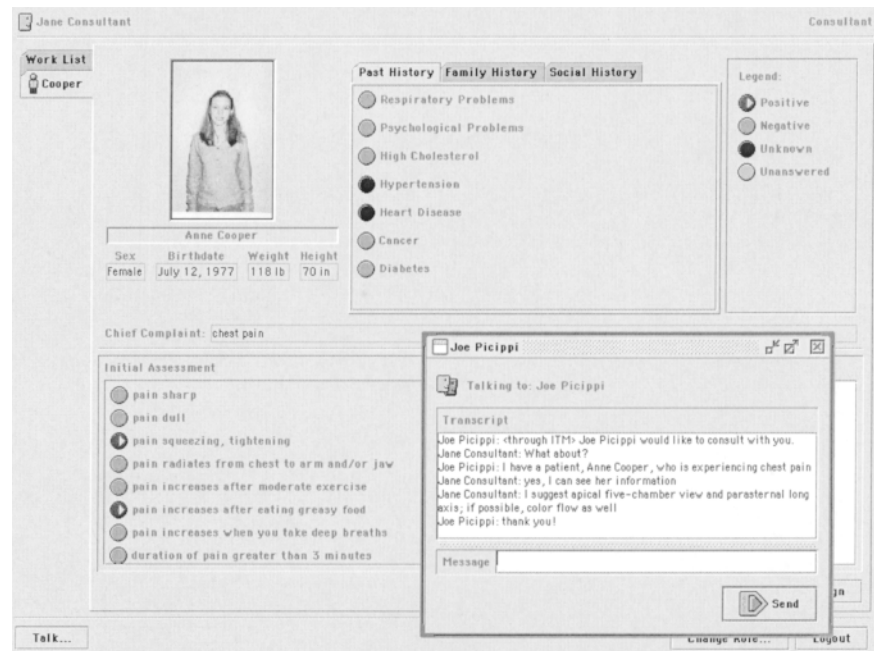 Jane Consultant
Consultant
Work List
Cooper
Anne Cooper
Sex Birthdate Weight Height
Female July 12, 1977 118 lb 70 in
Past History Family History Social History
Respiratory Problems
Psychological Problems
High Cholesterol
Hypertension
Heart Disease
Cancer
Diabetes
Legend:
Positive
Negative
Unknown
Unanswered
Chief Complaint: chest pain
Initial Assessment
pain sharp
pain dull
pain squeezing, tightening
pain radiates from chest to arm and/or jaw
pain increases after moderate exercise
pain increases after eating greasy food
pain increases when you take deep breaths
duration of pain greater than 3 minutes
Joe Picippi
Talking to: Joe Picippi
Transcript
Joe Picippi: <through ITM> Joe Picippi would like to consult with you.
Jane Consultant: What about?
Joe Picippi: I have a patient, Anne Cooper, who is experiencing chest pain
Jane Consultant: yes, I can see her information
Jane Consultant: I suggest apical five-chamber view and parasternal long
axis; if possible, color flow as well
Joe Picippi: thank you!
Message
Send
Talk...
Change Role...
Logout